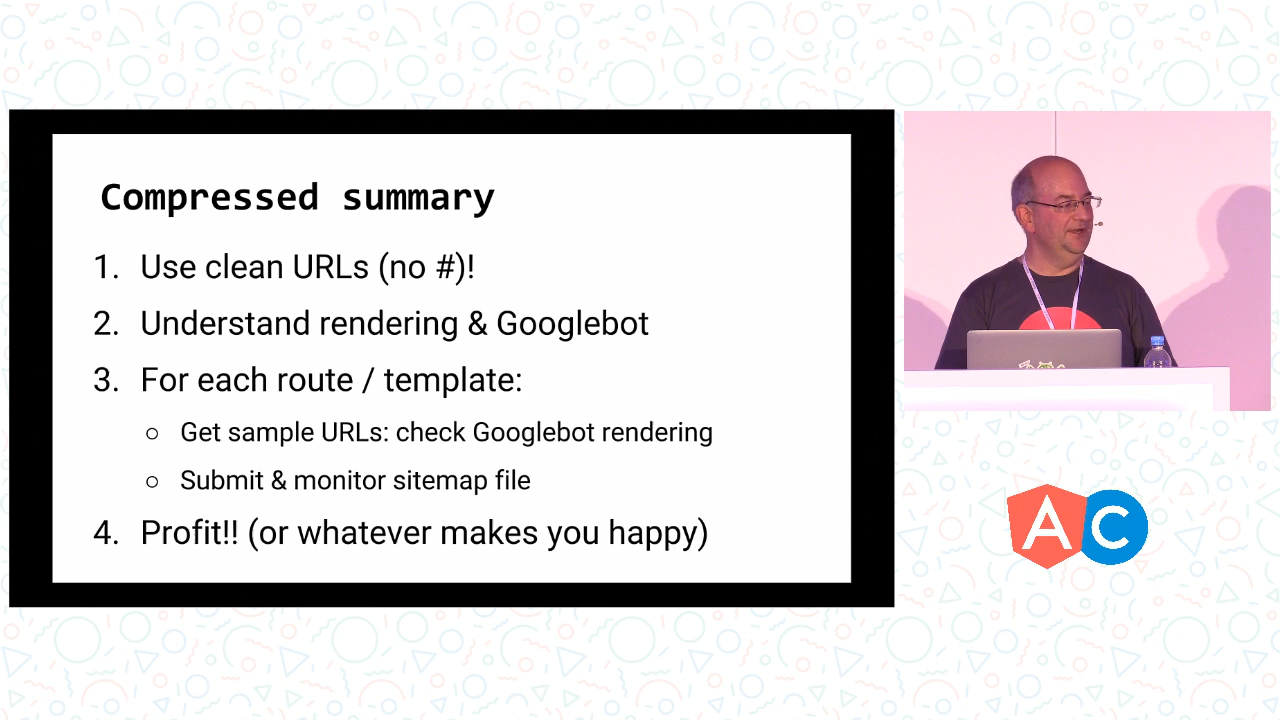 Compressed summary
1. Use clean URLs (no #)!
2. Understand rendering & Googlebot
3. For each route / template:
○ Get sample URLs: check Googlebot rendering
○ Submit & monitor sitemap file
4. Profit!! (or whatever makes you happy)
AC